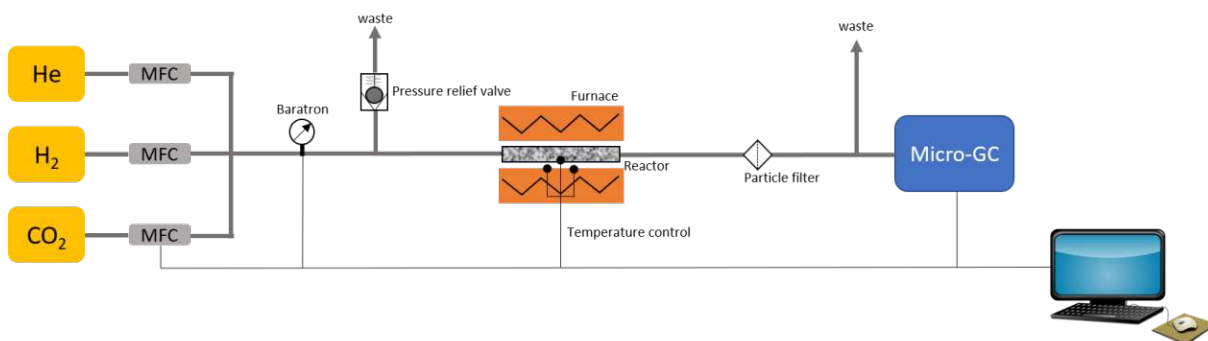 waste
waste
He
MFC
Pressure relief valve
Furnace
Baratron
H₂
MFC
Micro-GC
Reactor
Particle filter
CO₂
MFC
Temperature control